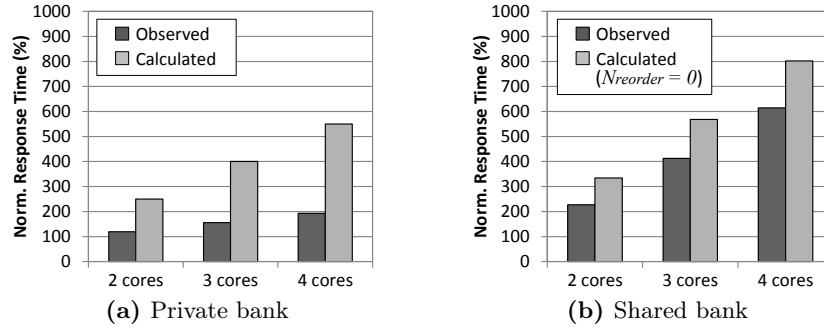 Norm. Response Time (%)
1000
900
800
700
600
500
400
300
200
100
0
Observed
Calculated
2 cores 3 cores 4 cores
(a) Private bank
Norm. Response Time (%)
1000
900
800
700
600
500
400
300
200
100
0
Observed
Calculated
(Nreorder = 0)
2 cores 3 cores 4 cores
(b) Shared bank